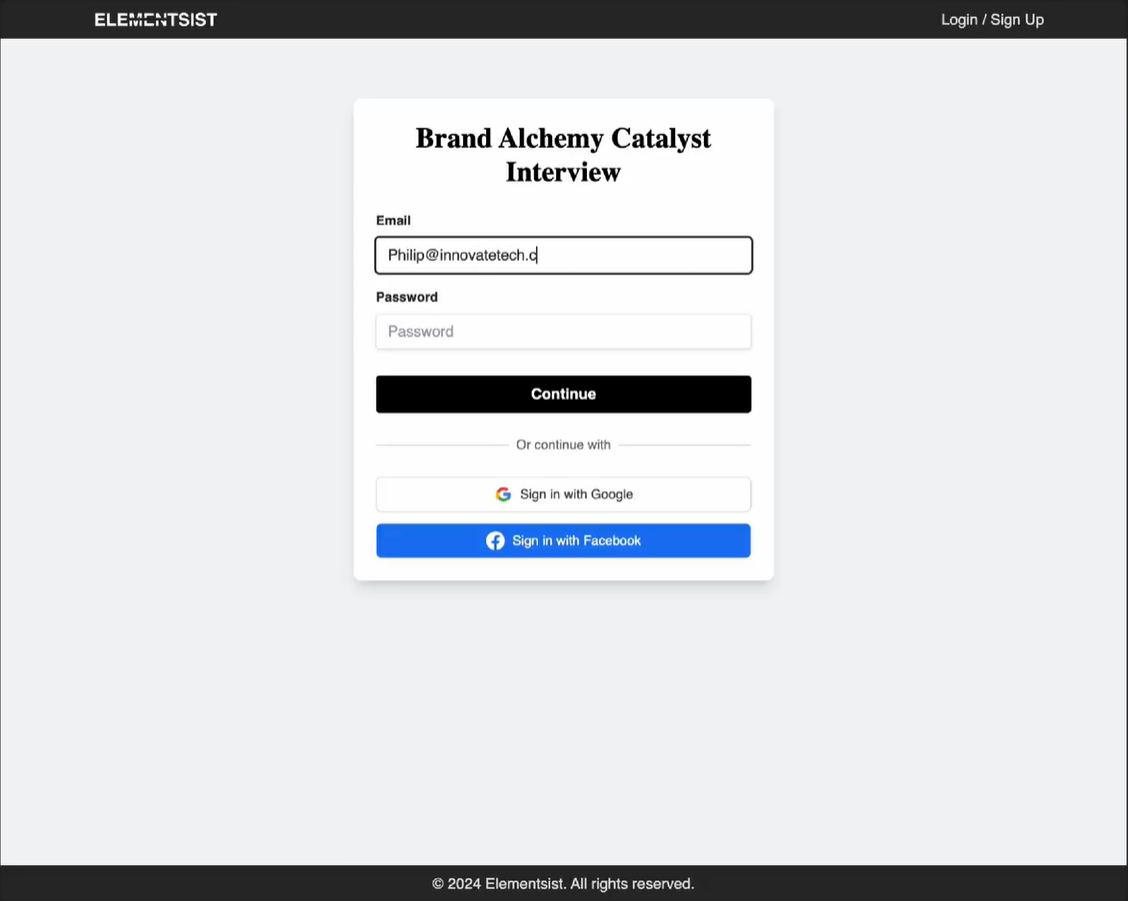 ELEMENTSIST
Login / Sign Up
Brand Alchemy Catalyst
Interview
Email
Philip@innovatetech.c
Password
Password
Continue
Or continue with
Sign in with Google
Sign in with Facebook
© 2024 Elementsist. All rights reserved.